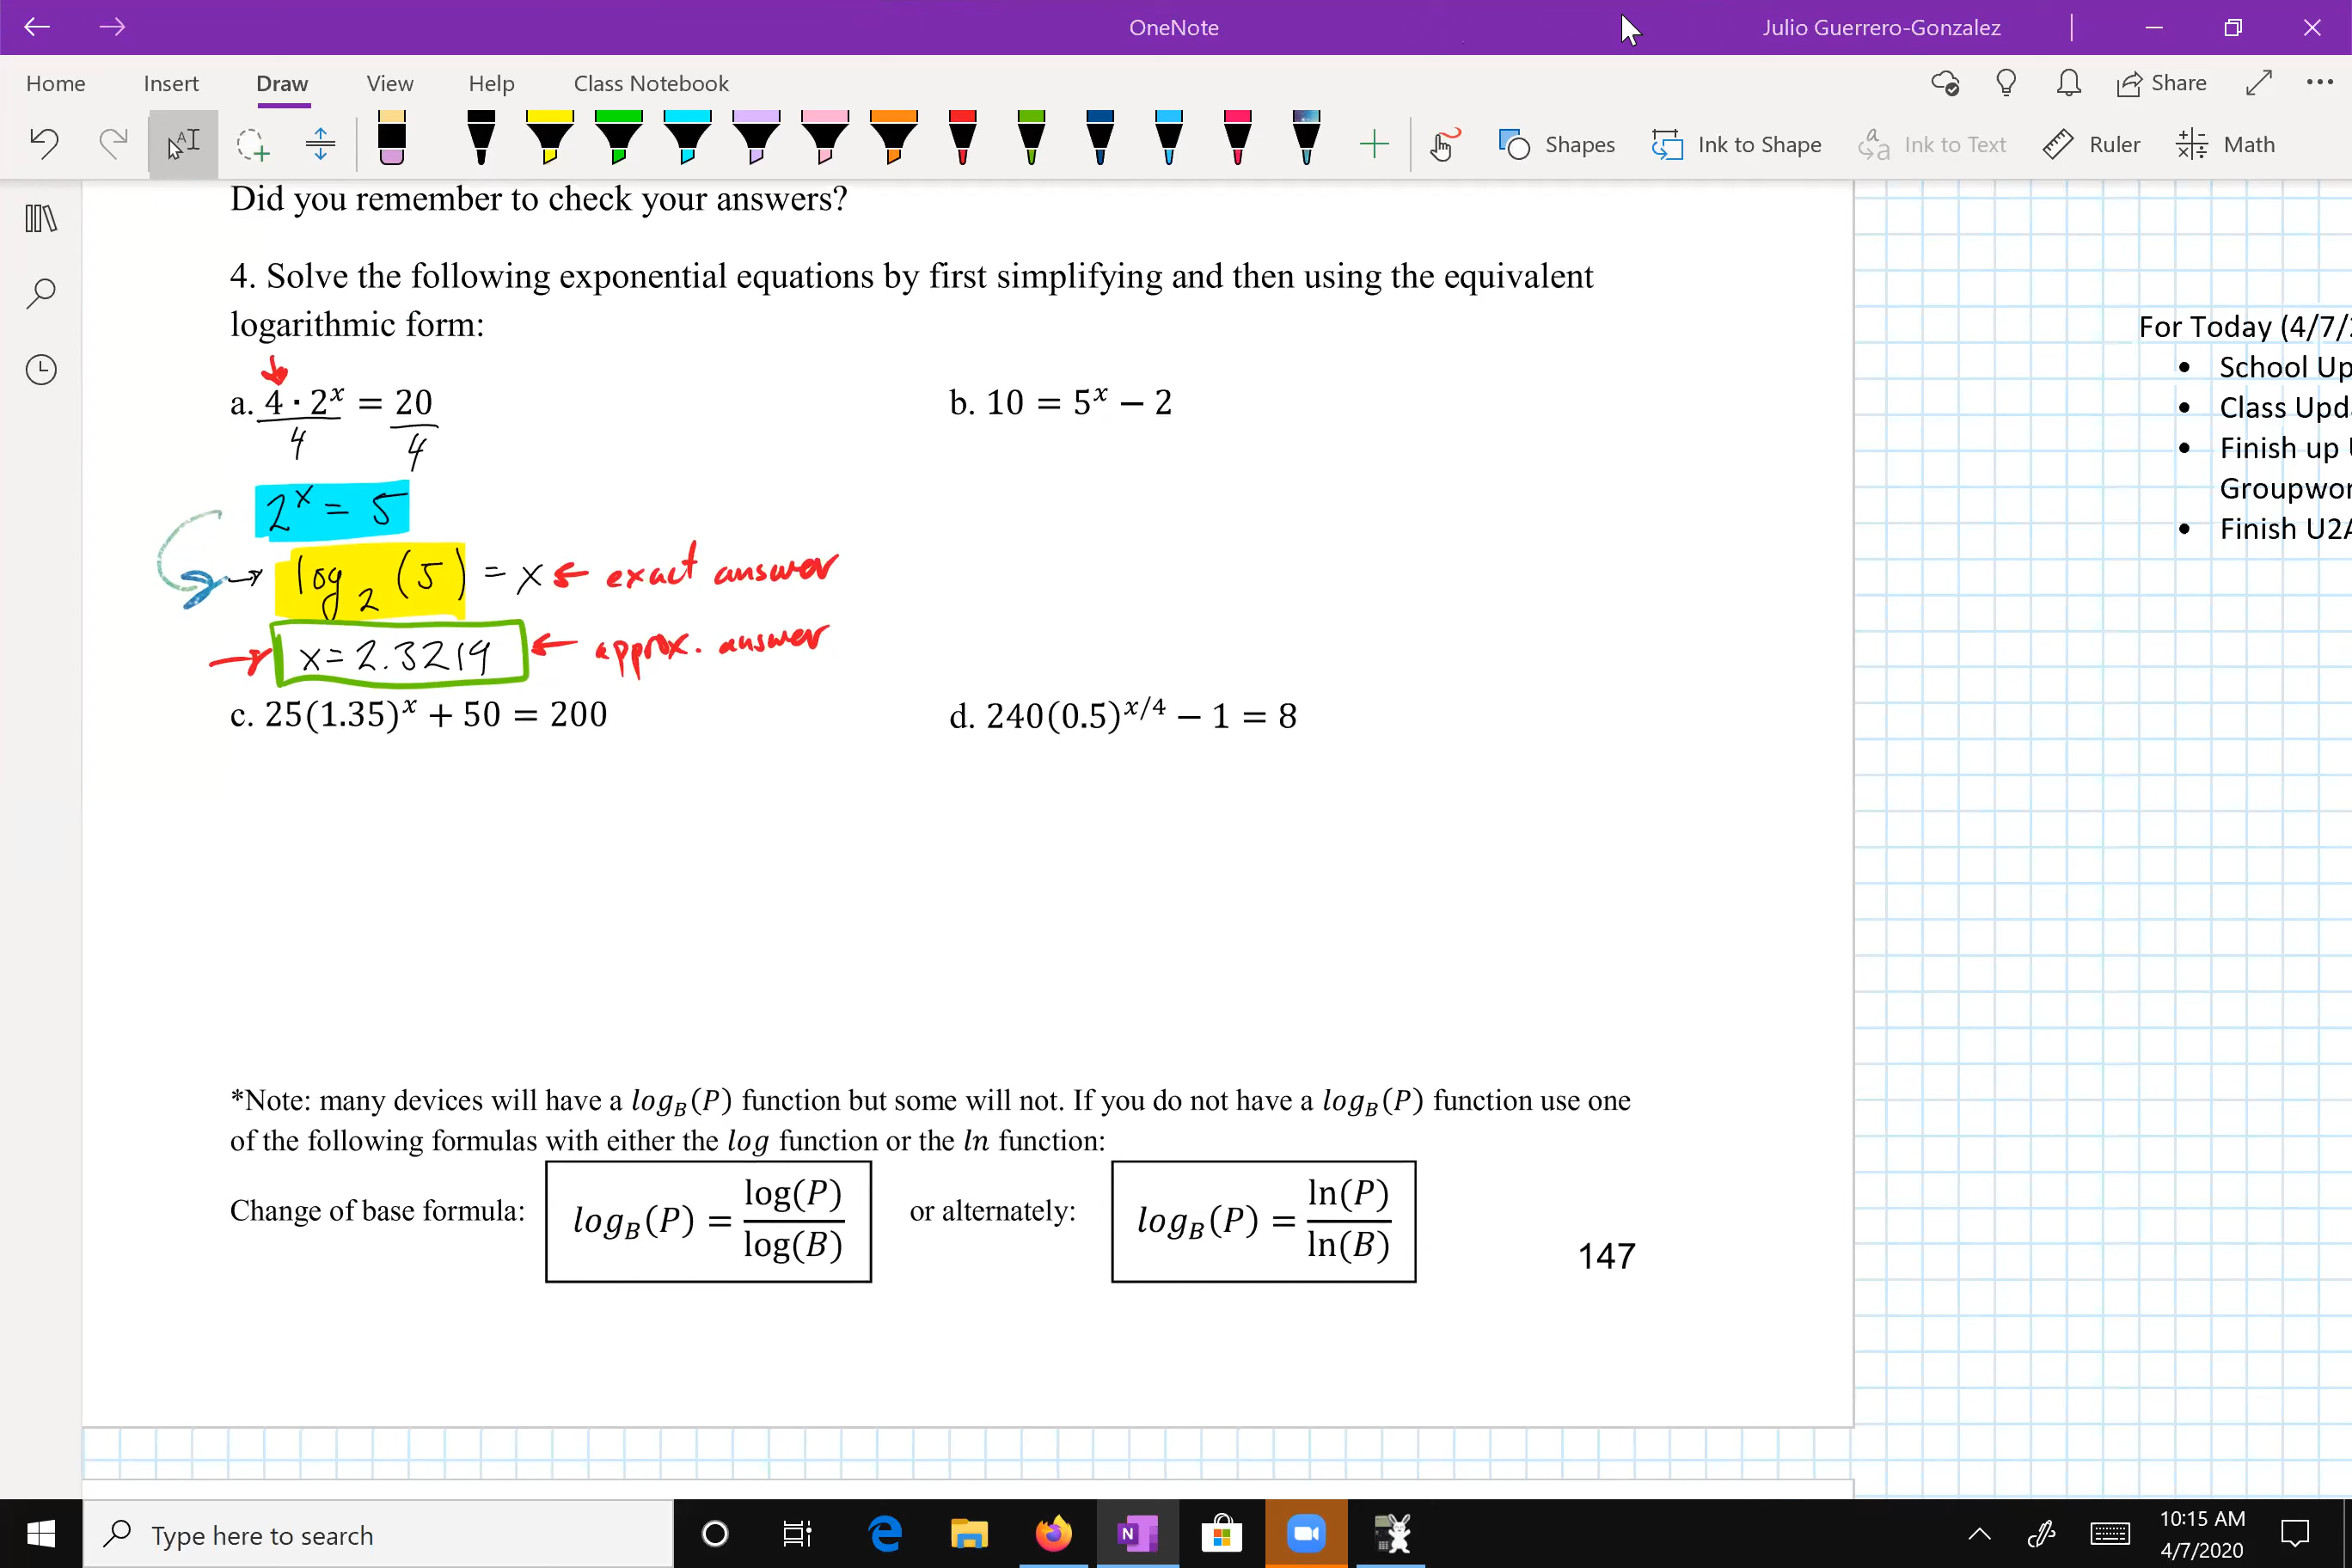 OneNote
Julio Guerrero-Gonzalez
Home Insert Draw View Help Class Notebook
Share
Shapes Ink to Shape Ink to Text Ruler Math
Did you remember to check your answers?
4. Solve the following exponential equations by first simplifying and then using the equivalent
logarithmic form:
a. 4 · 2^x = 20
4 4
2^x = 5
log_2 (5) = x ← exact answer
x = 2.3219 ← approx. answer
b. 10 = 5^x − 2
c. 25(1.35)^x + 50 = 200
d. 240(0.5)^{x/4} − 1 = 8
*Note: many devices will have a log_B(P) function but some will not. If you do not have a log_B(P) function use one
of the following formulas with either the log function or the ln function:
Change of base formula: log_B(P) = log(P)/log(B) or alternately: log_B(P) = ln(P)/ln(B)
147
For Today (4/7/
• School Up
• Class Upd
• Finish up
Groupwor
• Finish U2A
Type here to search
10:15 AM
4/7/2020